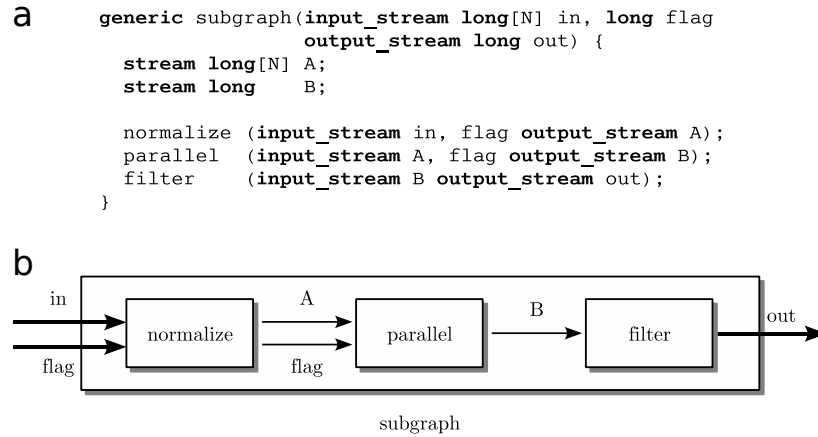 a
generic subgraph(input_stream long[N] in, long flag
output_stream long out) {
stream long[N] A;
stream long B;
normalize (input_stream in, flag output_stream A);
parallel (input_stream A, flag output_stream B);
filter (input_stream B output_stream out);
}
b
in
A
B
out
normalize
parallel
filter
flag
flag
subgraph